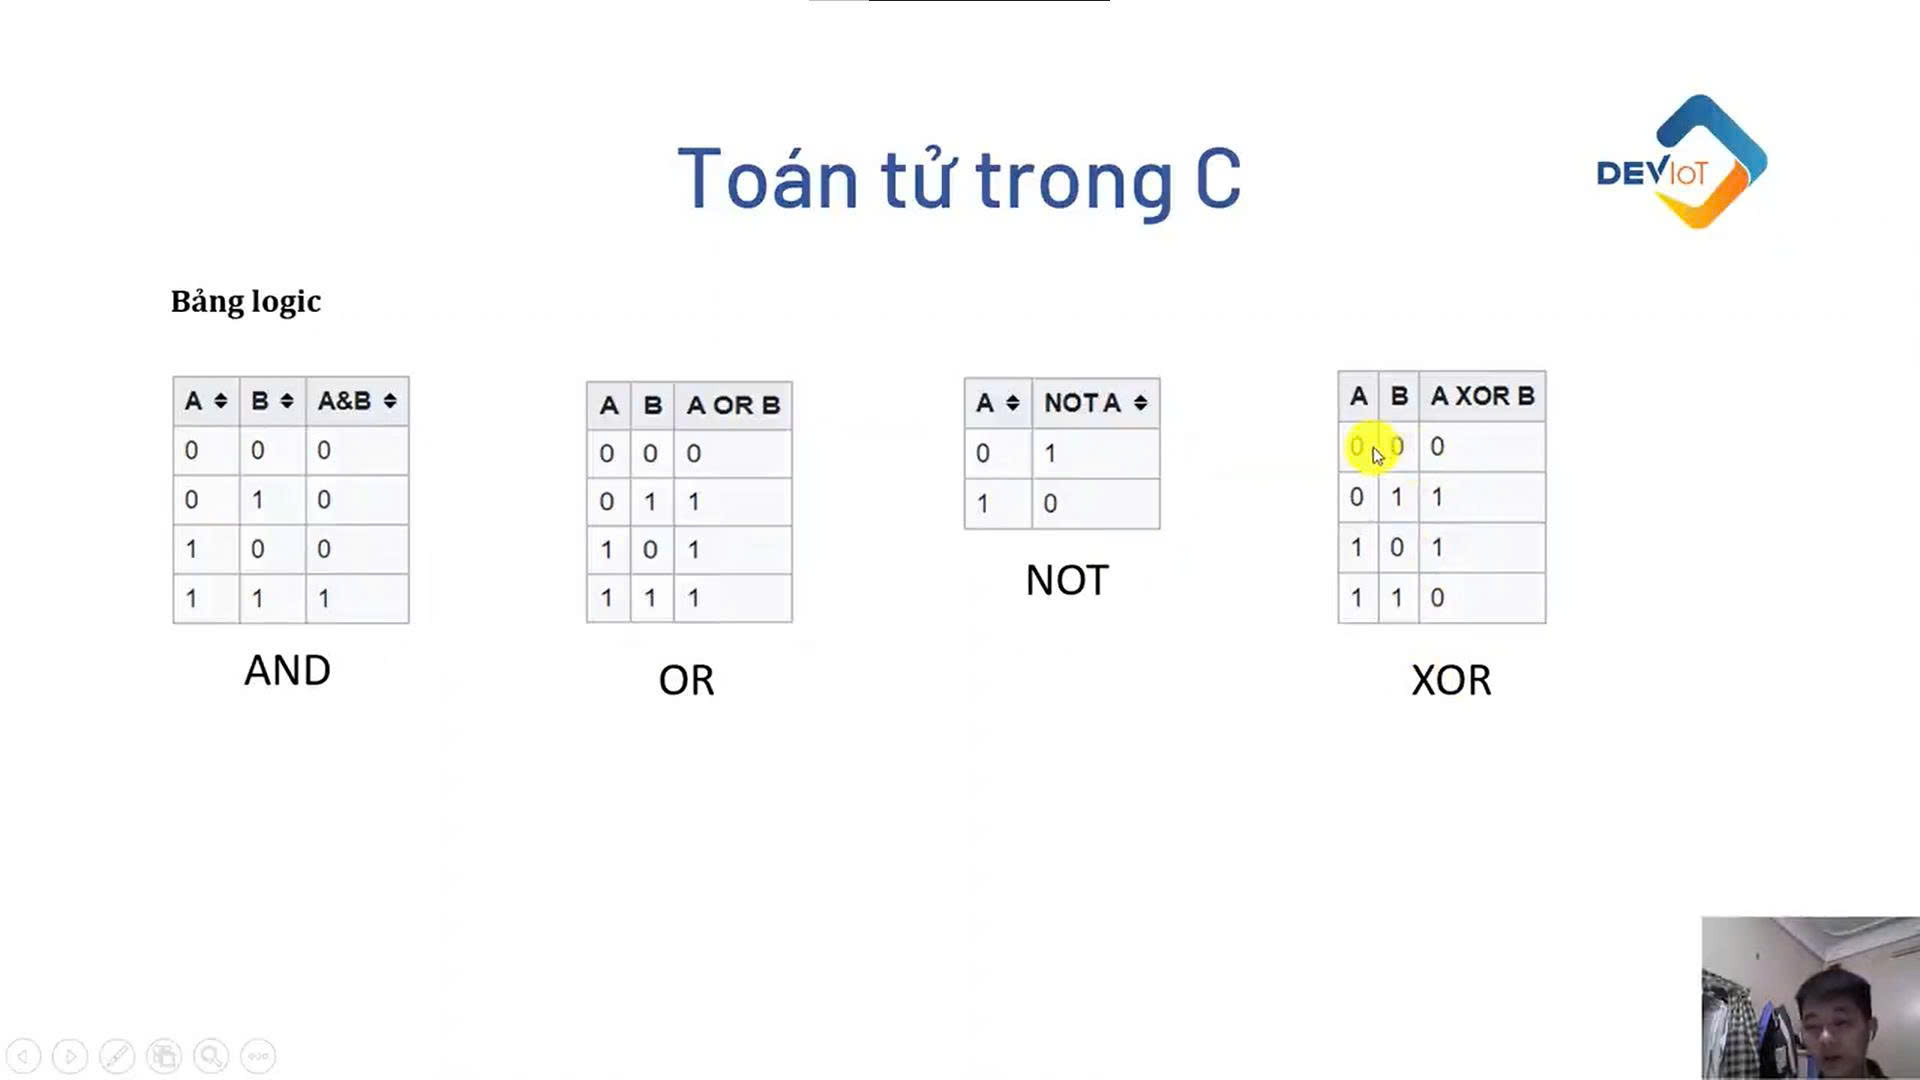 Toán tử trong C
DEVIoT
Bảng logic
A B A&B
0 0 0
0 1 0
1 0 0
1 1 1
AND
A B A OR B
0 0 0
0 1 1
1 0 1
1 1 1
OR
A NOT A
0 1
1 0
NOT
A B A XOR B
0 0 0
0 1 1
1 0 1
1 1 0
XOR